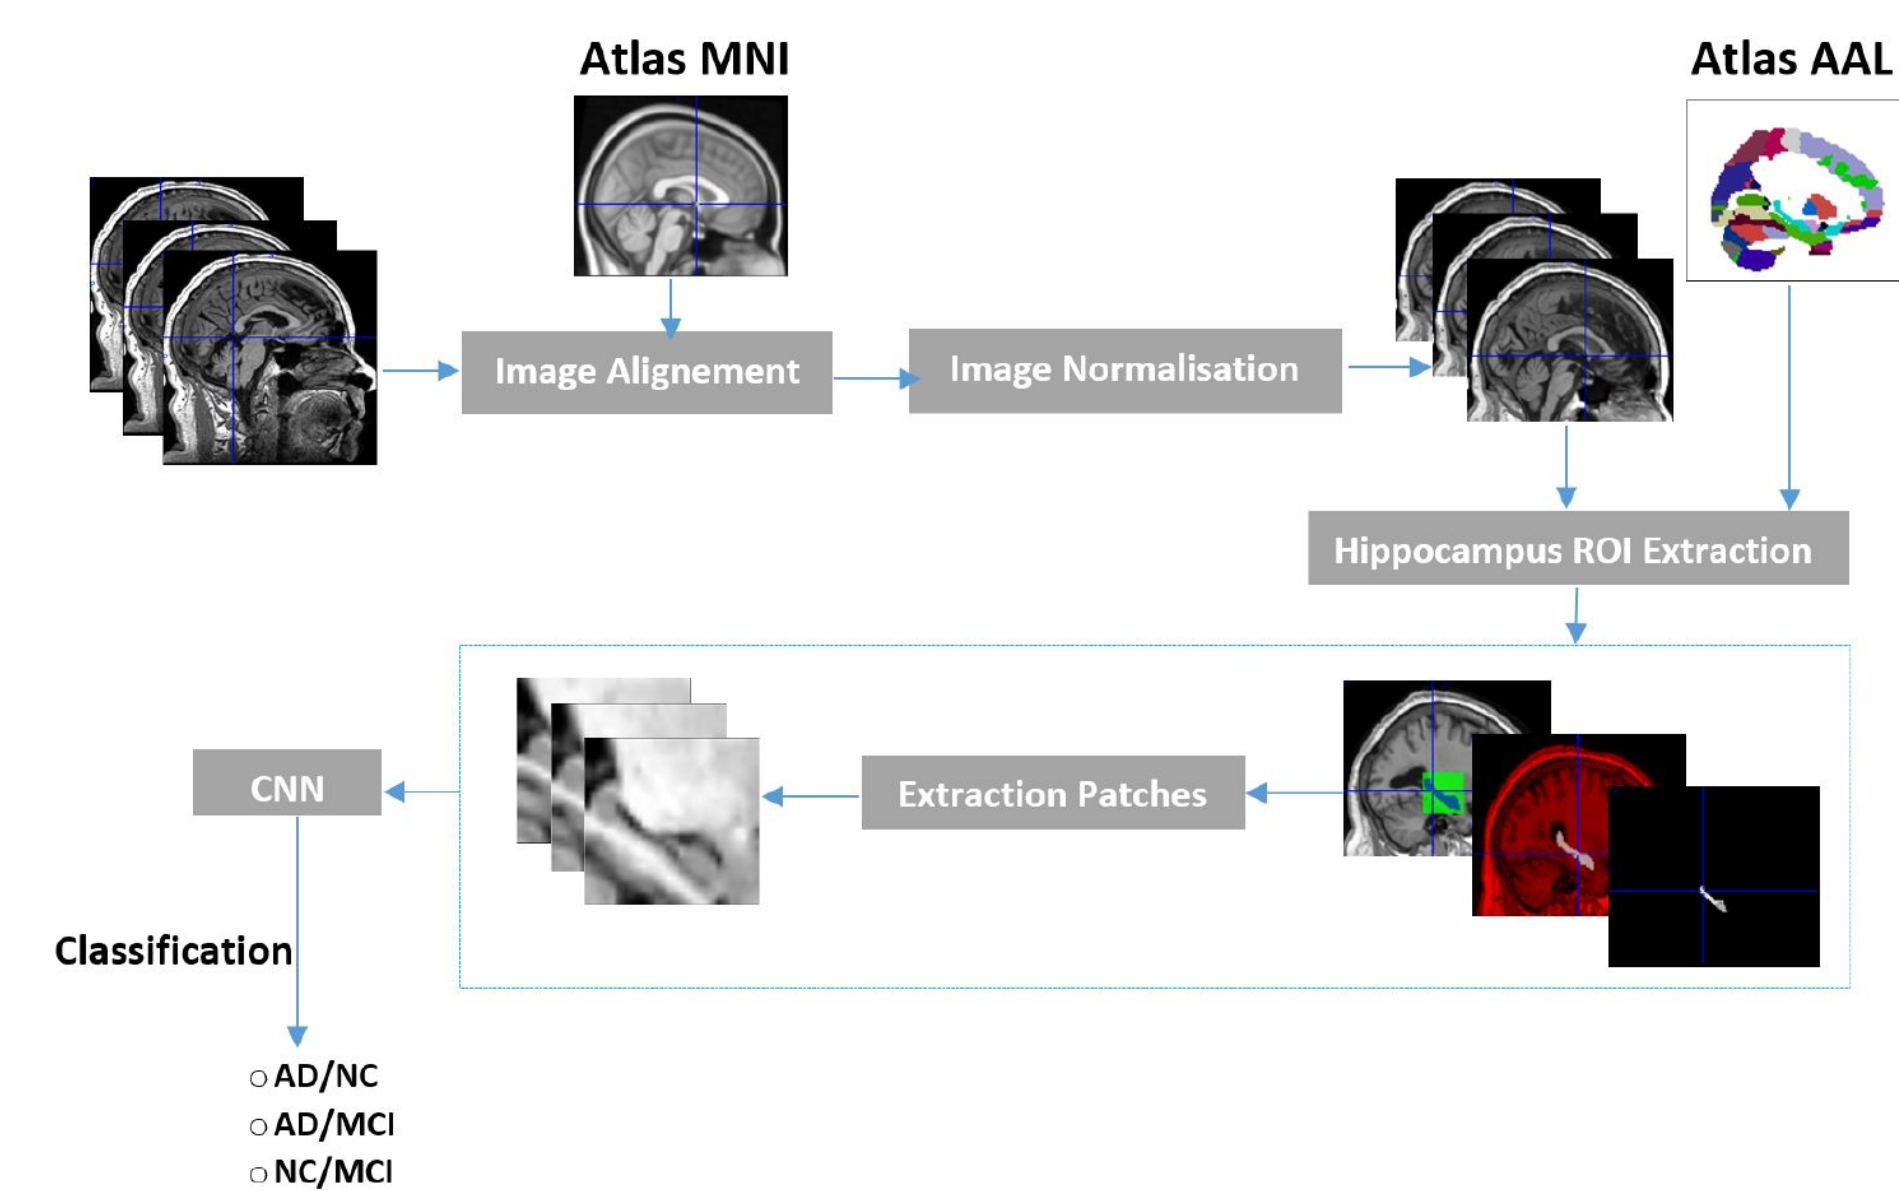 Atlas MNI
Atlas AAL
Image Alignement
Image Normalisation
Hippocampus ROI Extraction
Extraction Patches
CNN
Classification
AD/NC
AD/MCI
NC/MCI